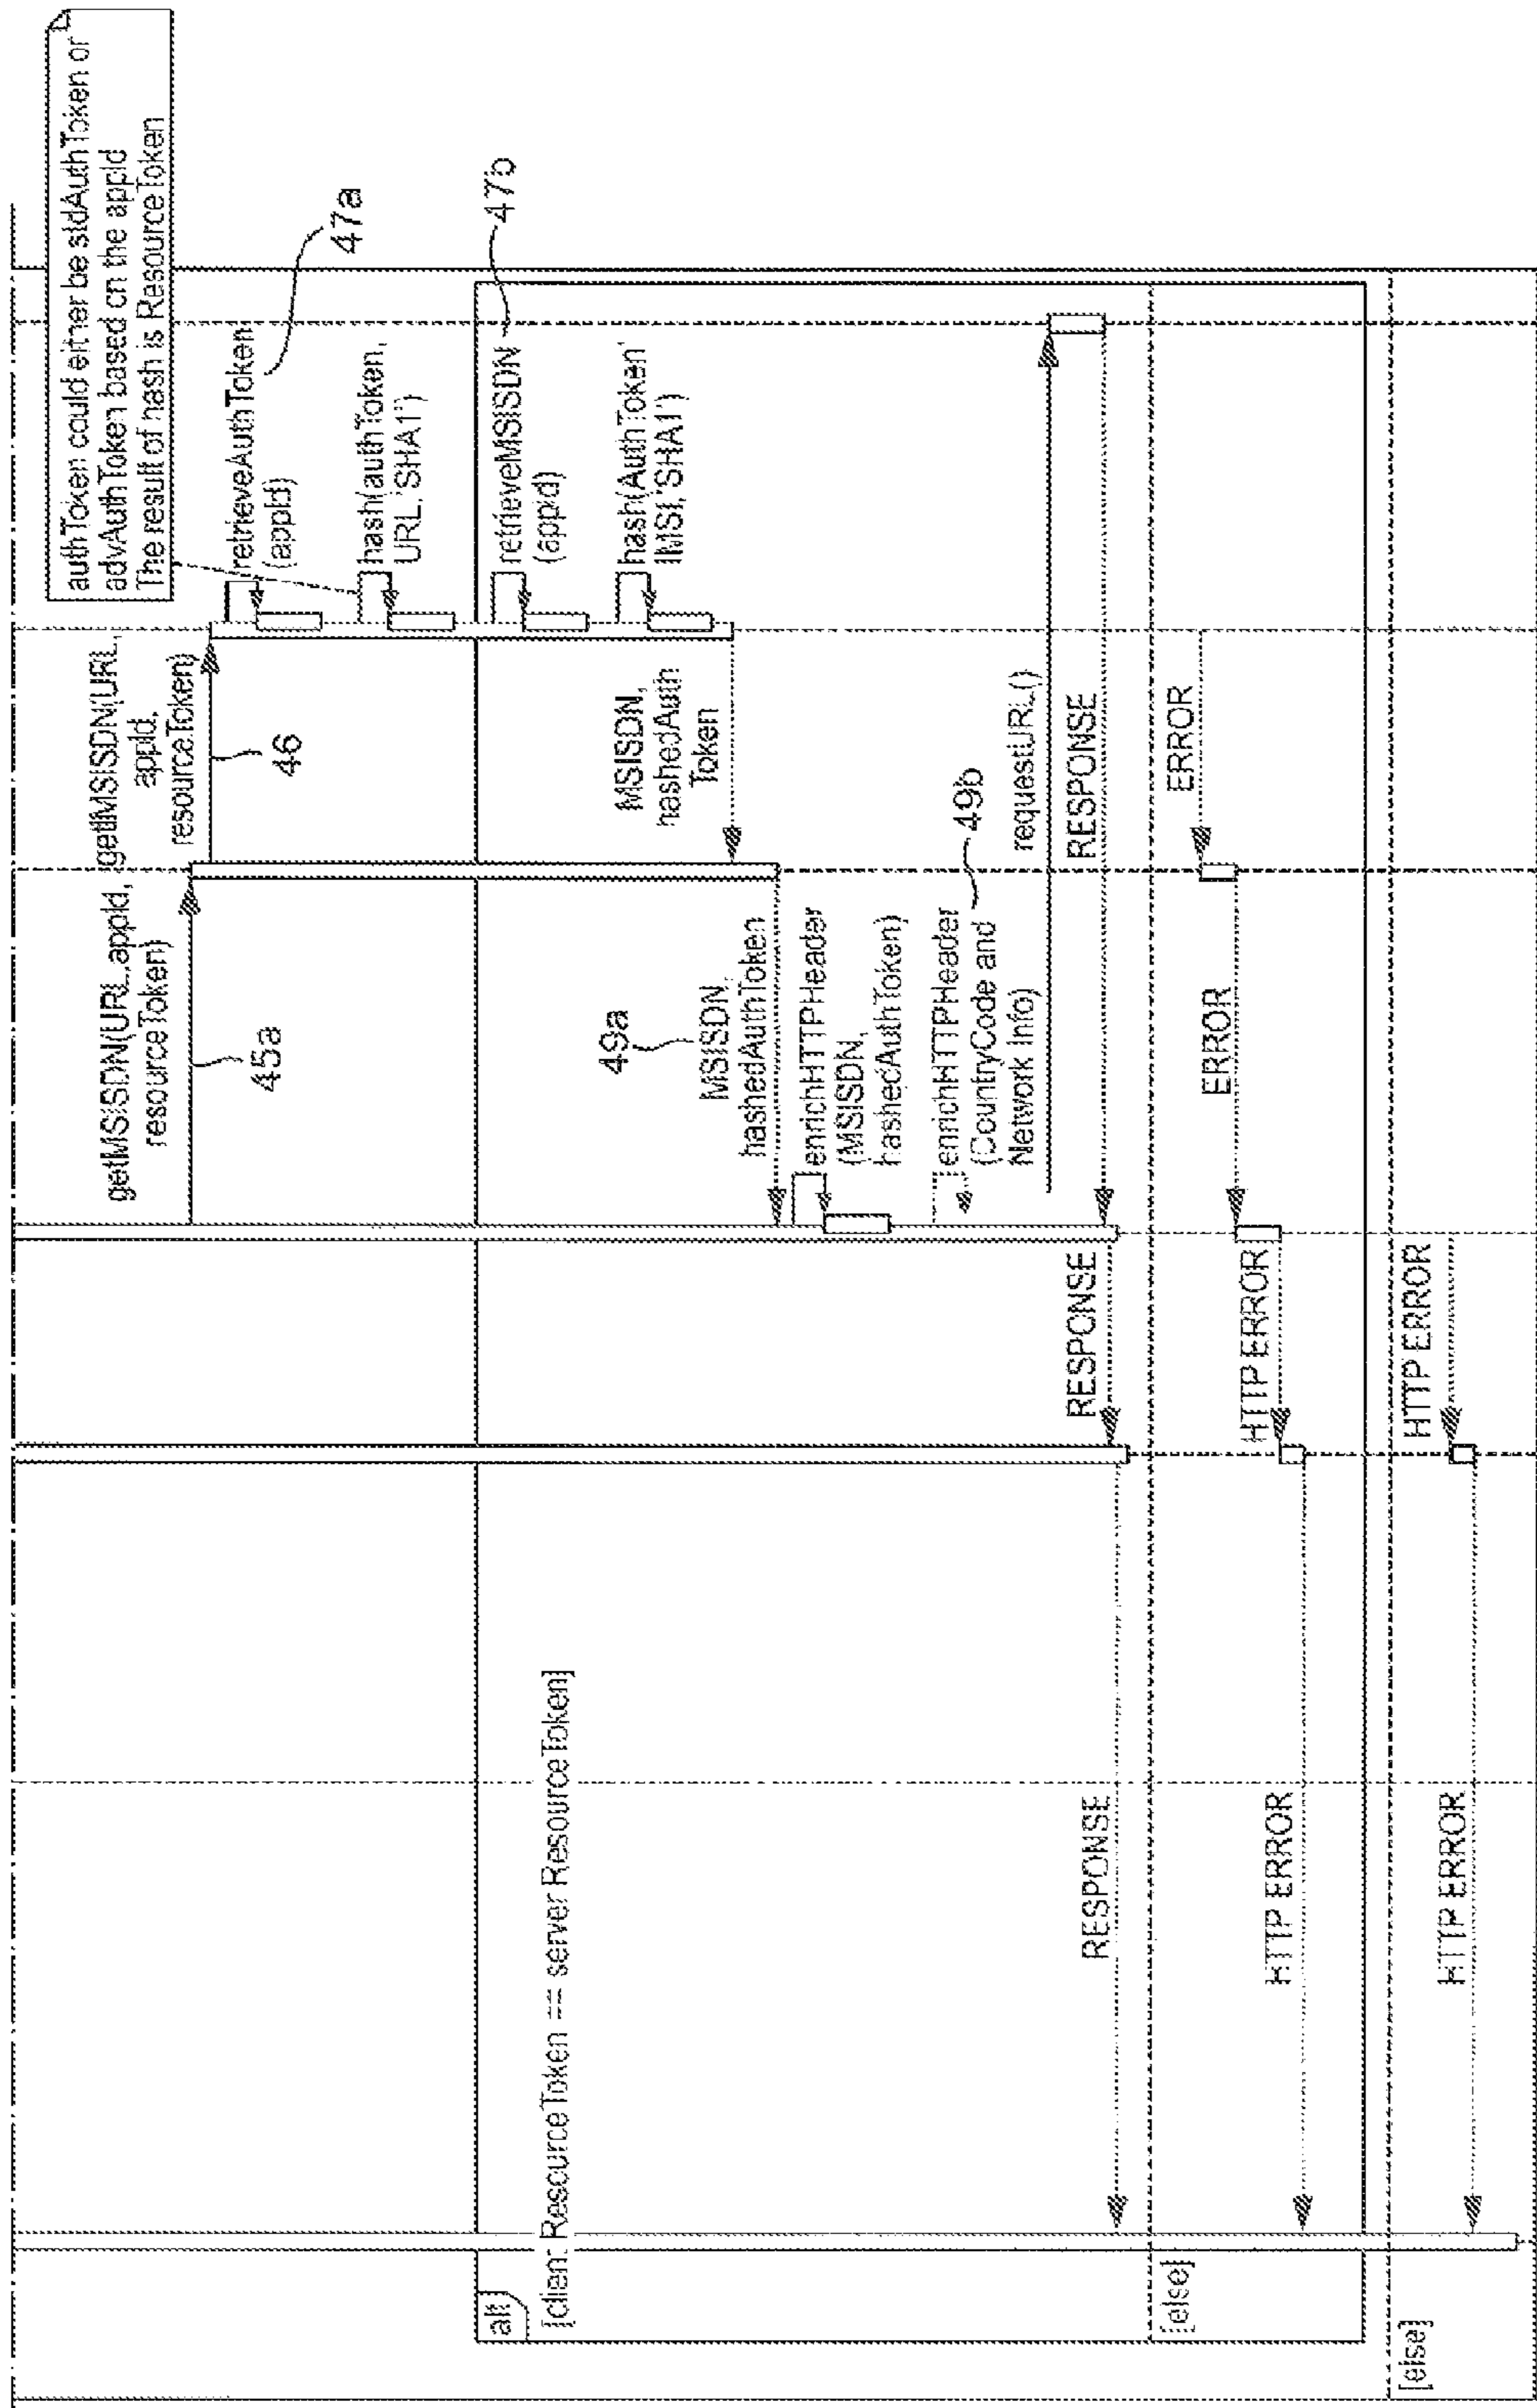 authToken could either be stdAuthToken or
advAuthToken based on the appId
The result of hash is ResourceToken
getMSISDN(URL,appId,
resourceToken)
45a
getMSISDN(URL,
appId,
resourceToken)
46
retrieveAuthToken
(appId)
47a
hash(authToken,
URL,'SHA1')
alt
[client ResourceToken == server ResourceToken]
retrieveMSISDN
(appId)
47b
hash(AuthToken'
IMSI,'SHA1')
MSISDN,
hashedAuth
Token
49a
MSISDN,
hashedAuthToken
enrichHTTPHeader
(MSISDN,
hashedAuthToken)
enrichHTTPHeader
(CountryCode and
Network Info)
49b
requestURL()
RESPONSE
RESPONSE
RESPONSE
[else]
ERROR
ERROR
HTTP ERROR
HTTP ERROR
[else]
HTTP ERROR
HTTP ERROR